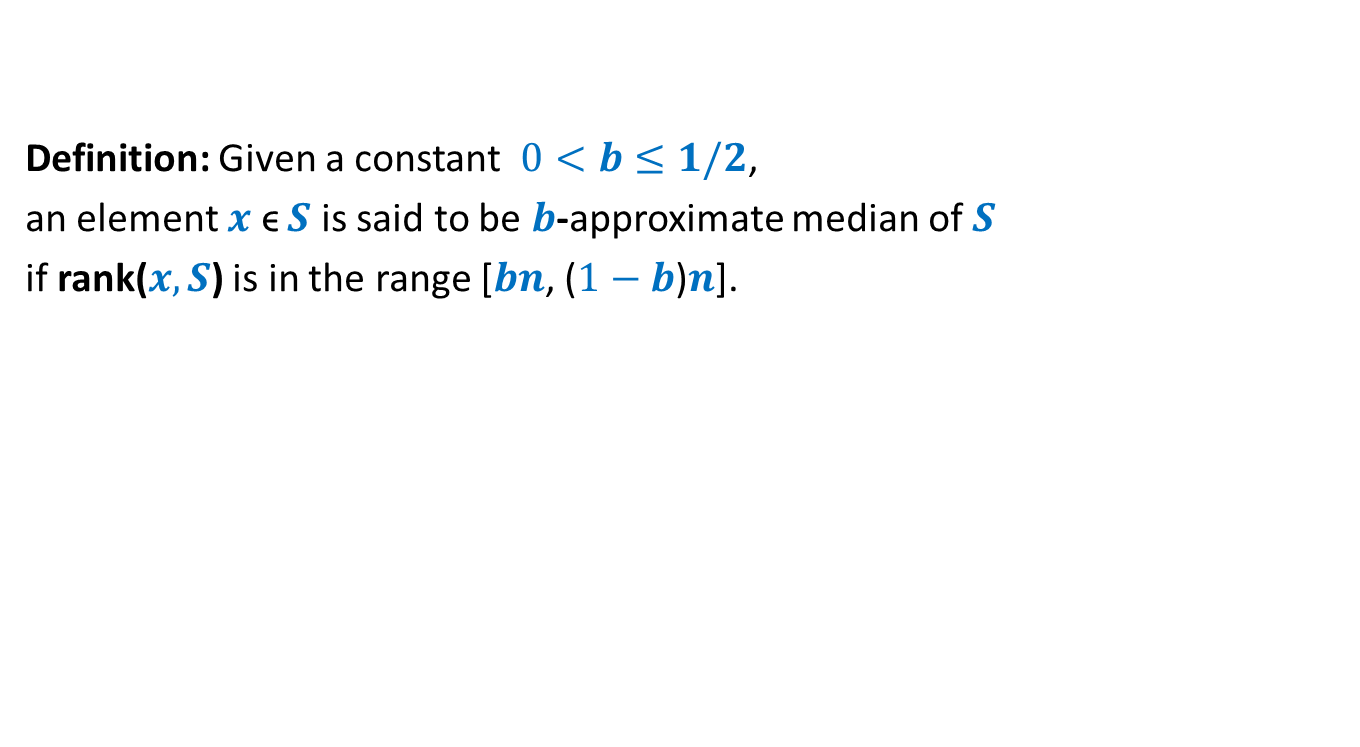 Definition: Given a constant 0 < b ≤ 1/2,
an element x ϵ S is said to be b-approximate median of S
if rank(x, S) is in the range [bn, (1 − b)n].